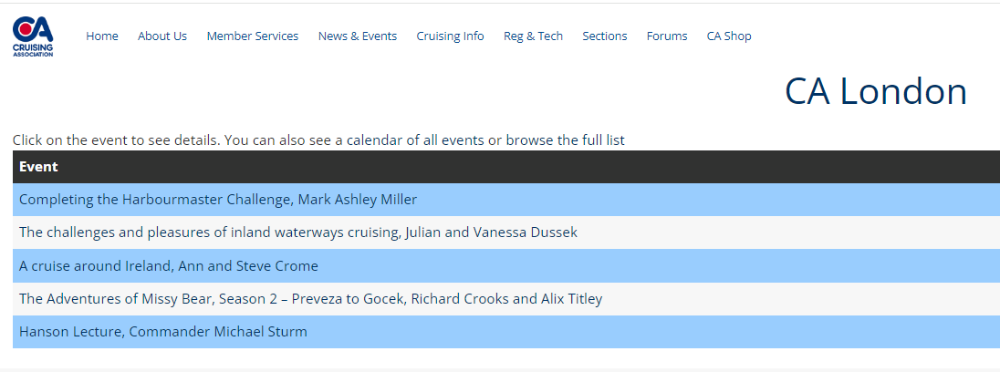 CA
CRUISING
ASSOCIATION
Home About Us Member Services News & Events Cruising Info Reg & Tech Sections Forums CA Shop
CA London
Click on the event to see details. You can also see a calendar of all events or browse the full list
Event
Completing the Harbourmaster Challenge, Mark Ashley Miller
The challenges and pleasures of inland waterways cruising, Julian and Vanessa Dussek
A cruise around Ireland, Ann and Steve Crome
The Adventures of Missy Bear, Season 2 – Preveza to Gocek, Richard Crooks and Alix Titley
Hanson Lecture, Commander Michael Sturm